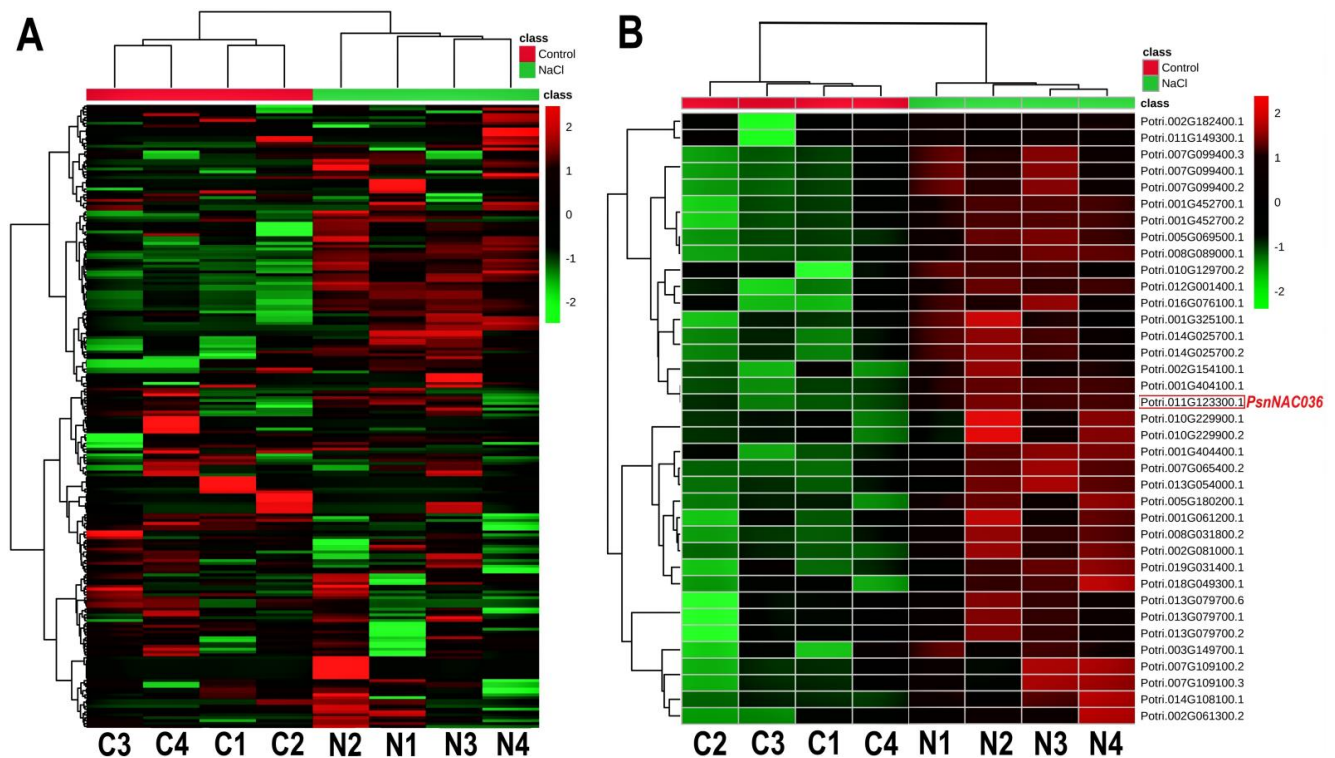 A
class
Control
NaCl
class
2
1
0
-1
-2
C3 C4 C1 C2 N2 N1 N3 N4
B
class
Control
NaCl
class
2
1
0
-1
-2
Potri.002G182400.1
Potri.011G149300.1
Potri.007G099400.3
Potri.007G099400.1
Potri.007G099400.2
Potri.001G452700.1
Potri.001G452700.2
Potri.005G069500.1
Potri.008G089000.1
Potri.010G129700.2
Potri.012G001400.1
Potri.016G076100.1
Potri.001G325100.1
Potri.014G025700.1
Potri.014G025700.2
Potri.002G154100.1
Potri.001G404100.1
Potri.011G123300.1 PsnNAC036
Potri.010G229900.1
Potri.010G229900.2
Potri.001G404400.1
Potri.007G065400.2
Potri.013G054000.1
Potri.005G180200.1
Potri.001G061200.1
Potri.008G031800.2
Potri.002G081000.1
Potri.019G031400.1
Potri.018G049300.1
Potri.013G079700.6
Potri.013G079700.1
Potri.013G079700.2
Potri.003G149700.1
Potri.007G109100.2
Potri.007G109100.3
Potri.014G108100.1
Potri.002G061300.2
C2 C3 C1 C4 N1 N2 N3 N4